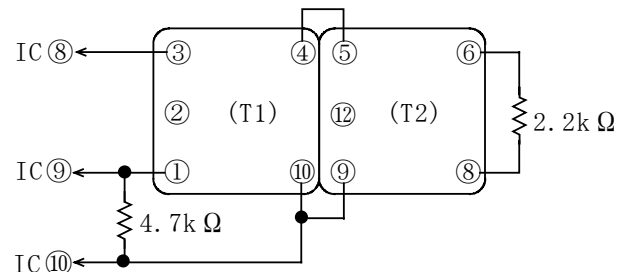 IC⑧ ③ ④ ⑤ ⑥
② (T1) ⑫ (T2) 2.2kΩ
IC⑨ ① ⑩ ⑨ ⑧
4.7kΩ
IC⑩